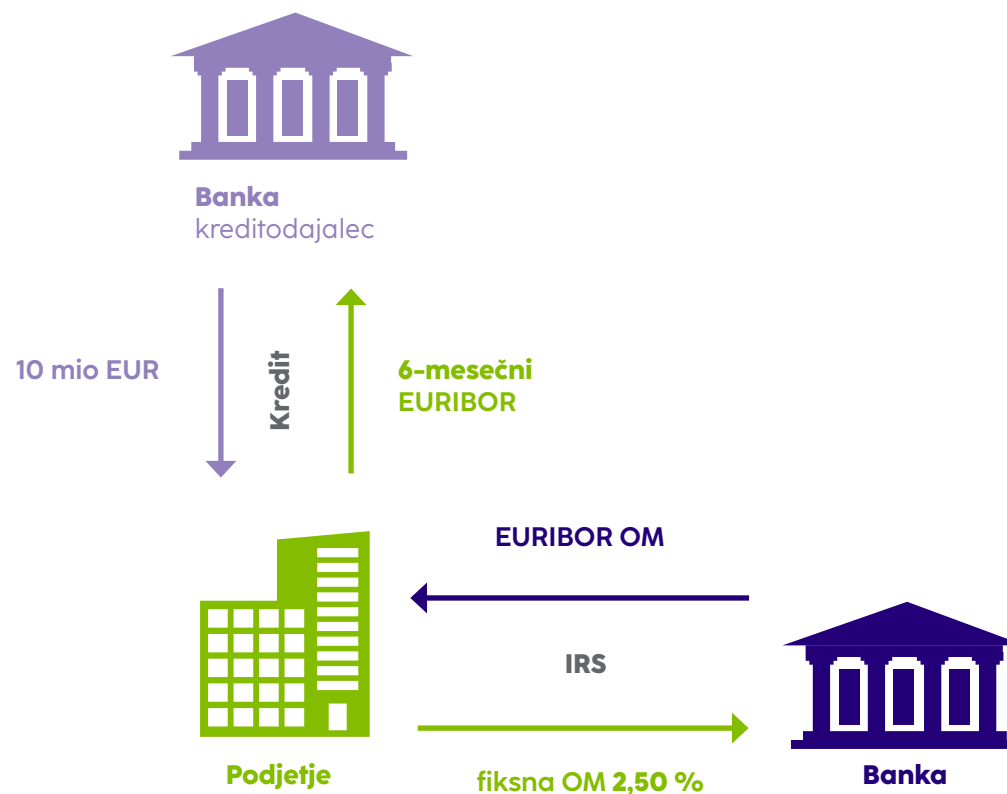 Banka
kreditodajalec
10 mio EUR
Kredit
6-mesečni
EURIBOR
EURIBOR OM
IRS
Podjetje
fiksna OM 2,50 %
Banka